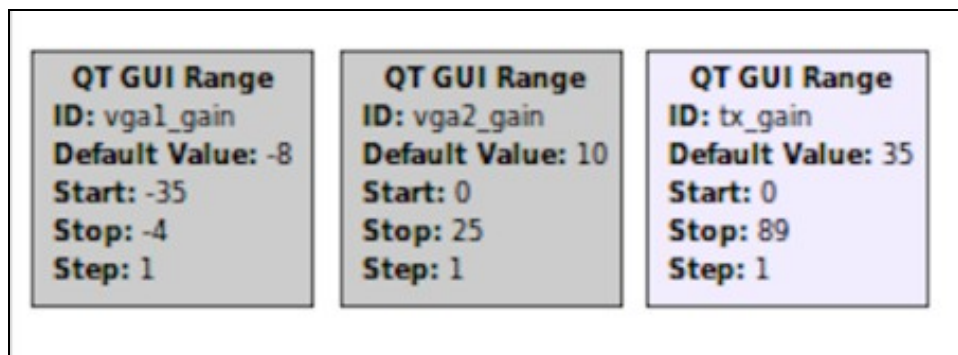 QT GUI Range
ID: vga1_gain
Default Value: -8
Start: -35
Stop: -4
Step: 1
QT GUI Range
ID: vga2_gain
Default Value: 10
Start: 0
Stop: 25
Step: 1
QT GUI Range
ID: tx_gain
Default Value: 35
Start: 0
Stop: 89
Step: 1